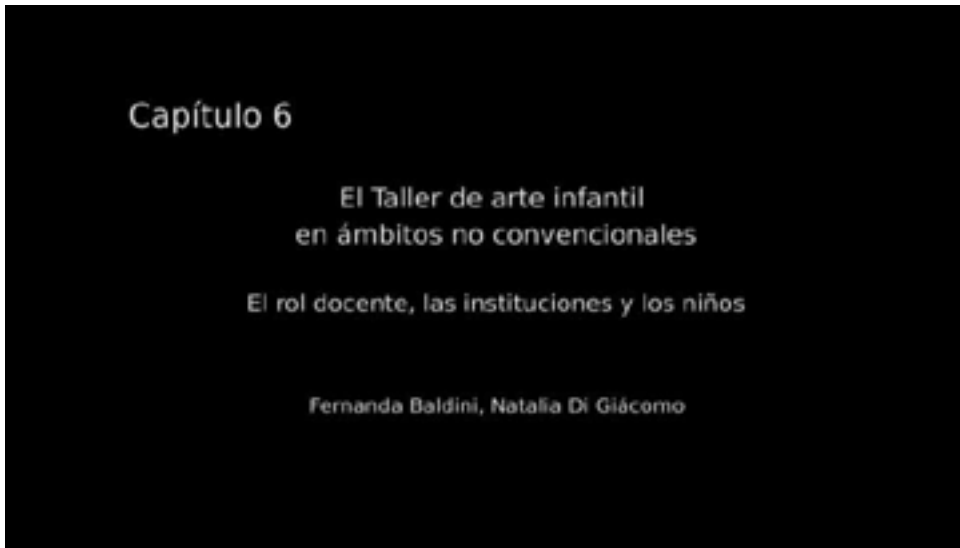 Capítulo 6
El Taller de arte infantil
en ámbitos no convencionales
El rol docente, las instituciones y los niños
Fernanda Baldini, Natalia Di Giácomo